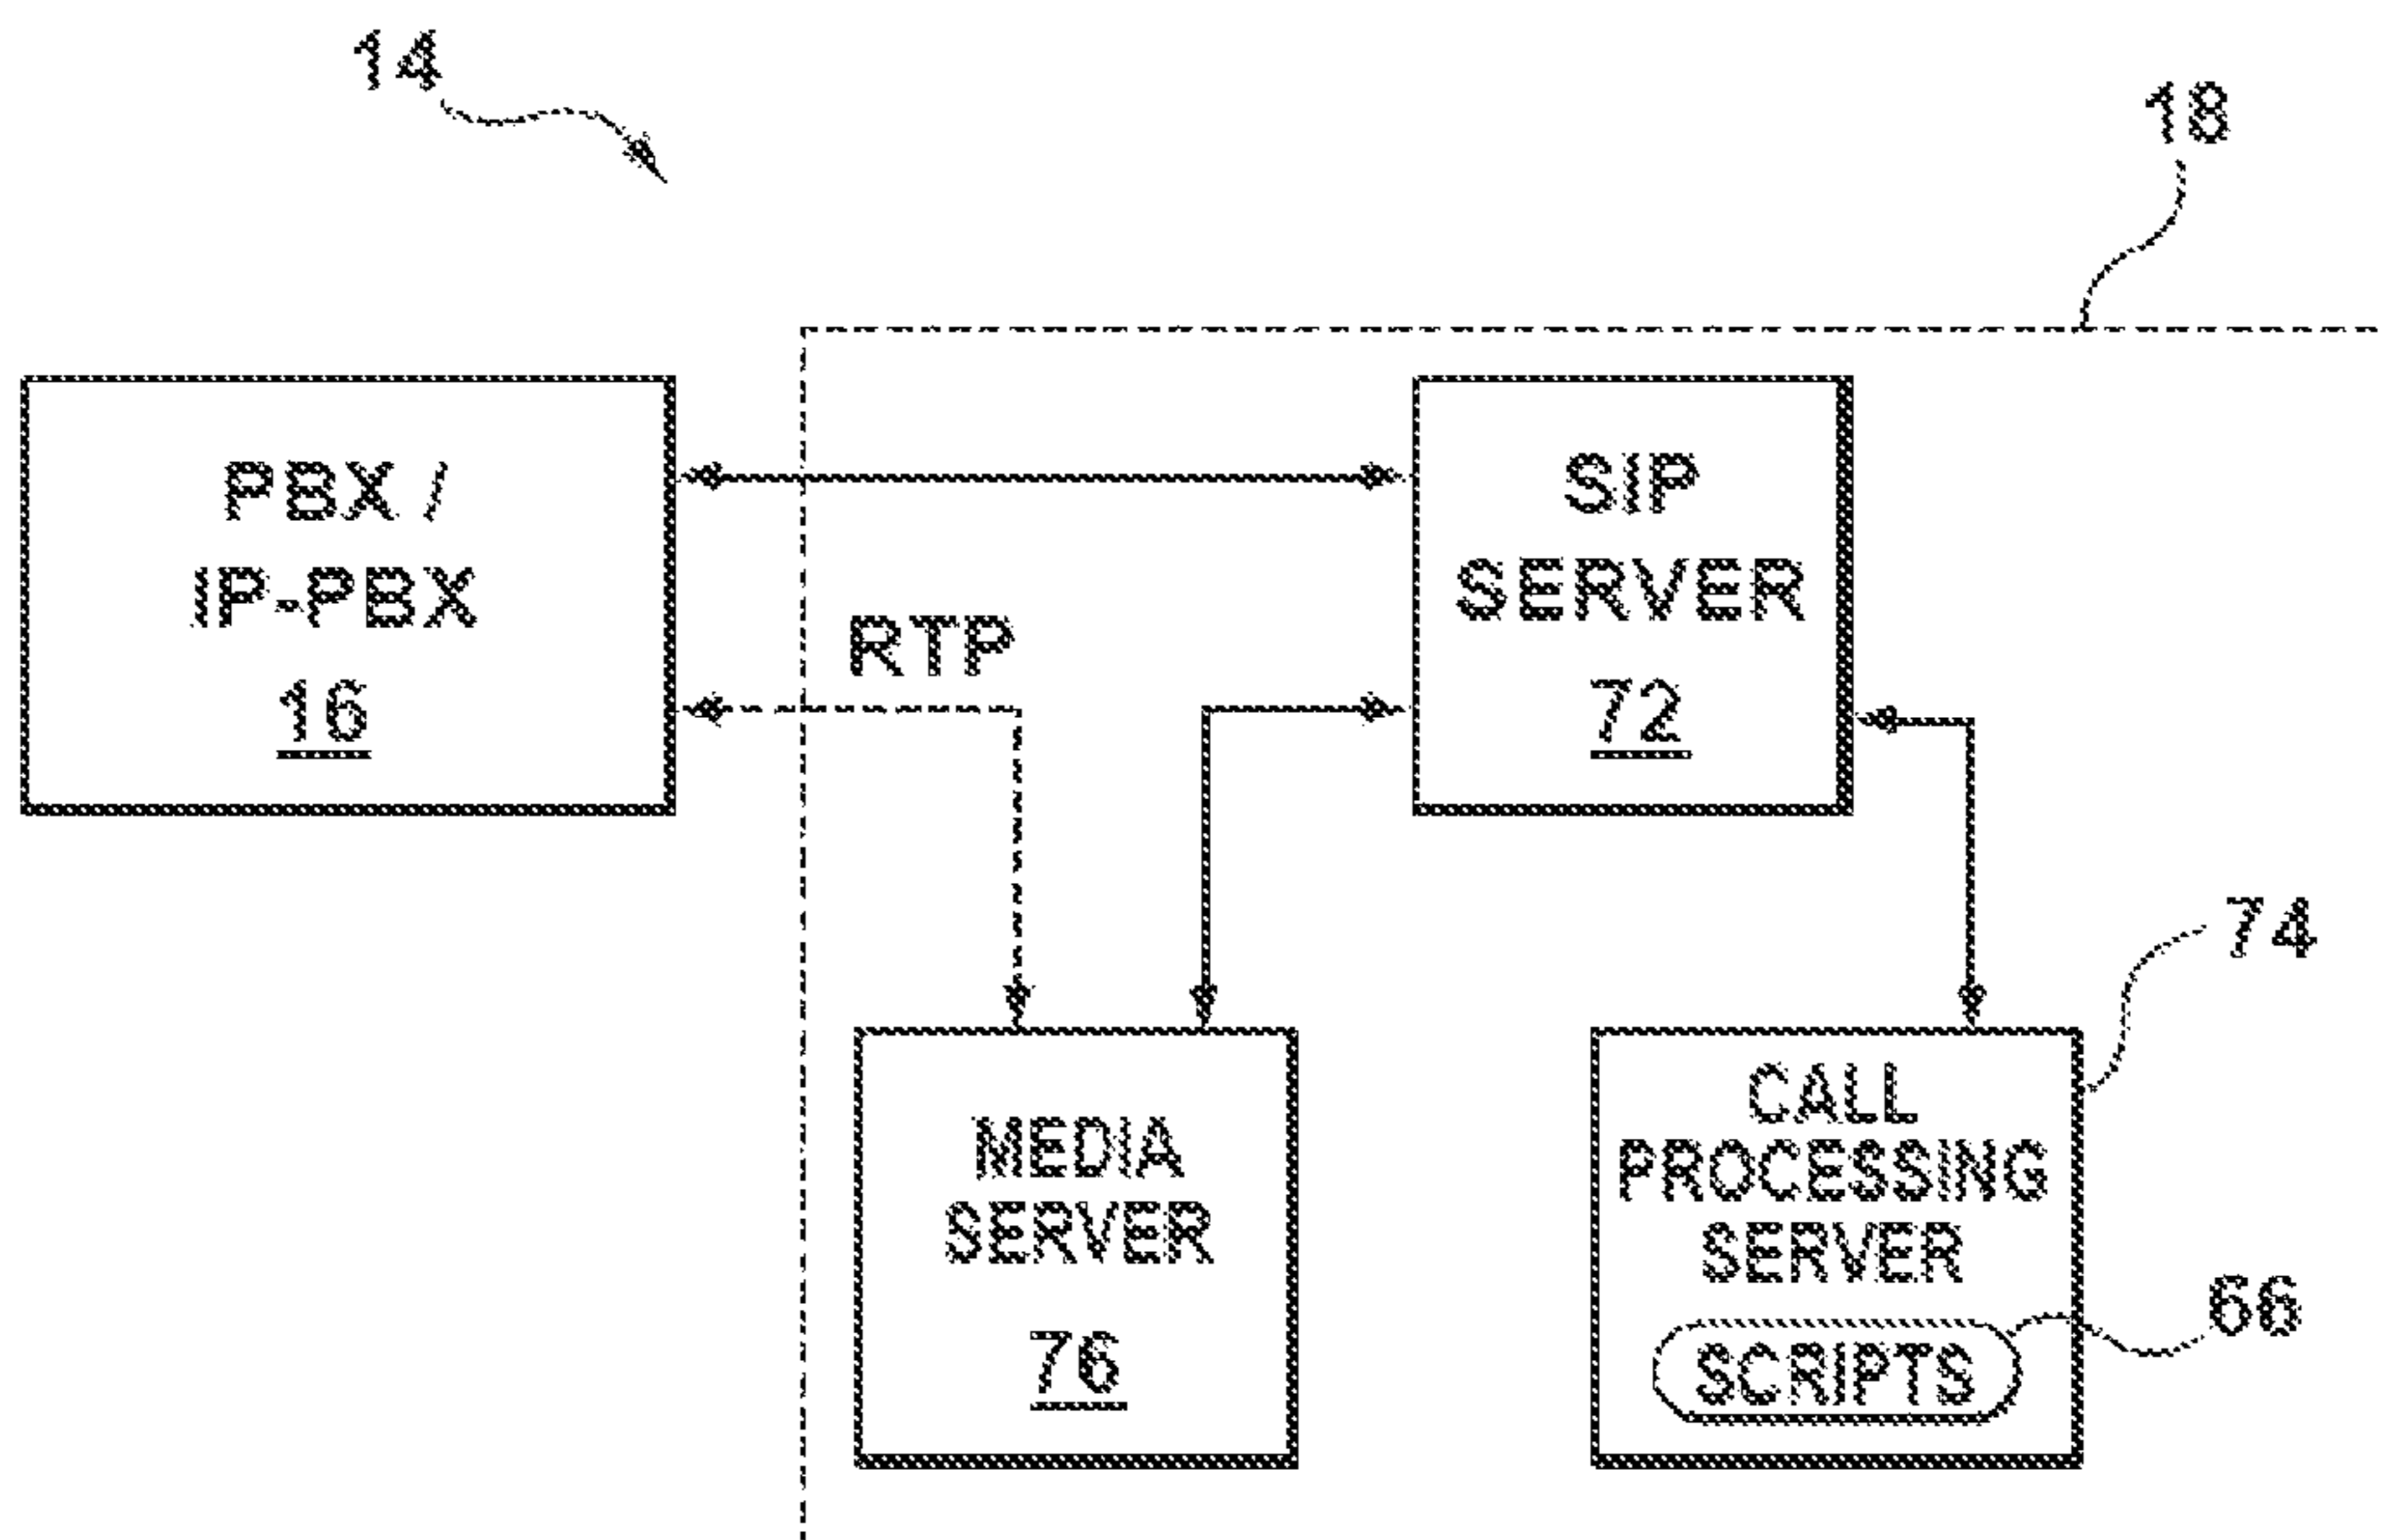 14
18
PBX /
IP-PBX
16
SIP
SERVER
72
RTP
74
MEDIA
SERVER
76
CALL
PROCESSING
SERVER
66
SCRIPTS